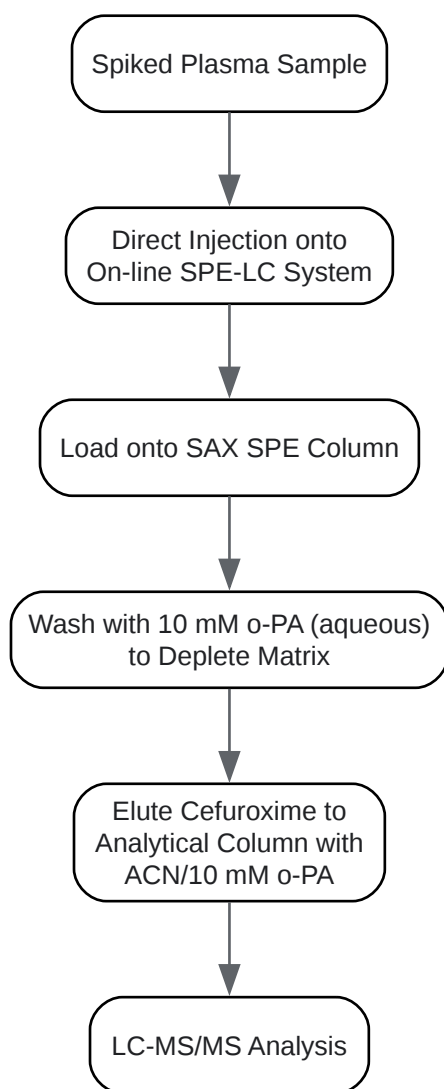 Spiked Plasma Sample
Direct Injection onto
On-line SPE-LC System
Load onto SAX SPE Column
Wash with 10 mM o-PA (aqueous)
to Deplete Matrix
Elute Cefuroxime to
Analytical Column with
ACN/10 mM o-PA
LC-MS/MS Analysis